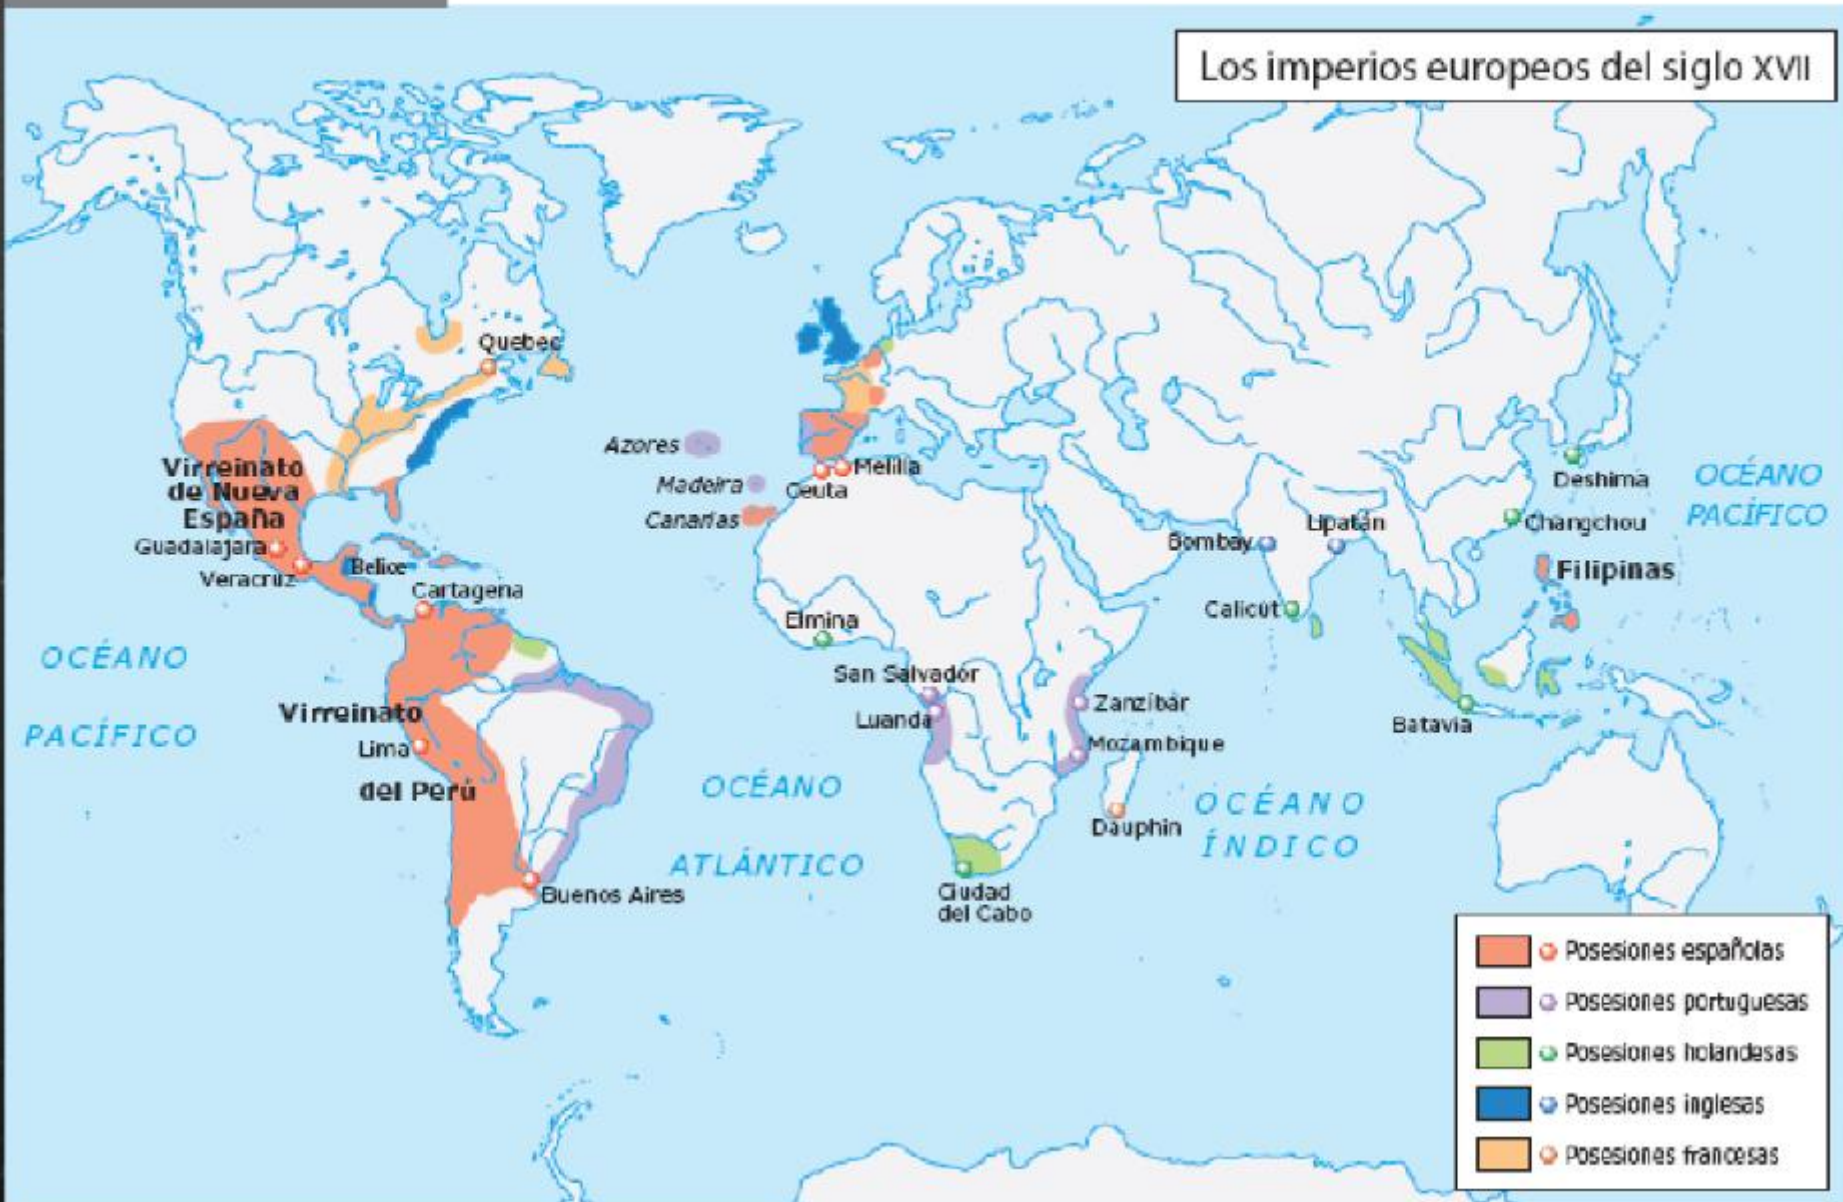 Los imperios europeos del siglo XVII
Quebec
Azores
Madeira
Canarias
Melilla
Ceuta
Virreinato
de Nueva
España
Guadalajara
Veracruz
Belice
Cartagena
Deshima
OCÉANO
PACÍFICO
Changchou
Lipatán
Bombay
Filipinas
Calicut
Elmina
OCÉANO
PACÍFICO
San Salvador
Luanda
Zanzíbar
Mozambique
Batavia
Virreinato
Lima
del Perú
OCÉANO
ATLÁNTICO
Dauphin
OCÉANO
ÍNDICO
Buenos Aires
Ciudad
del Cabo
Posesiones españolas
Posesiones portuguesas
Posesiones holandesas
Posesiones inglesas
Posesiones francesas